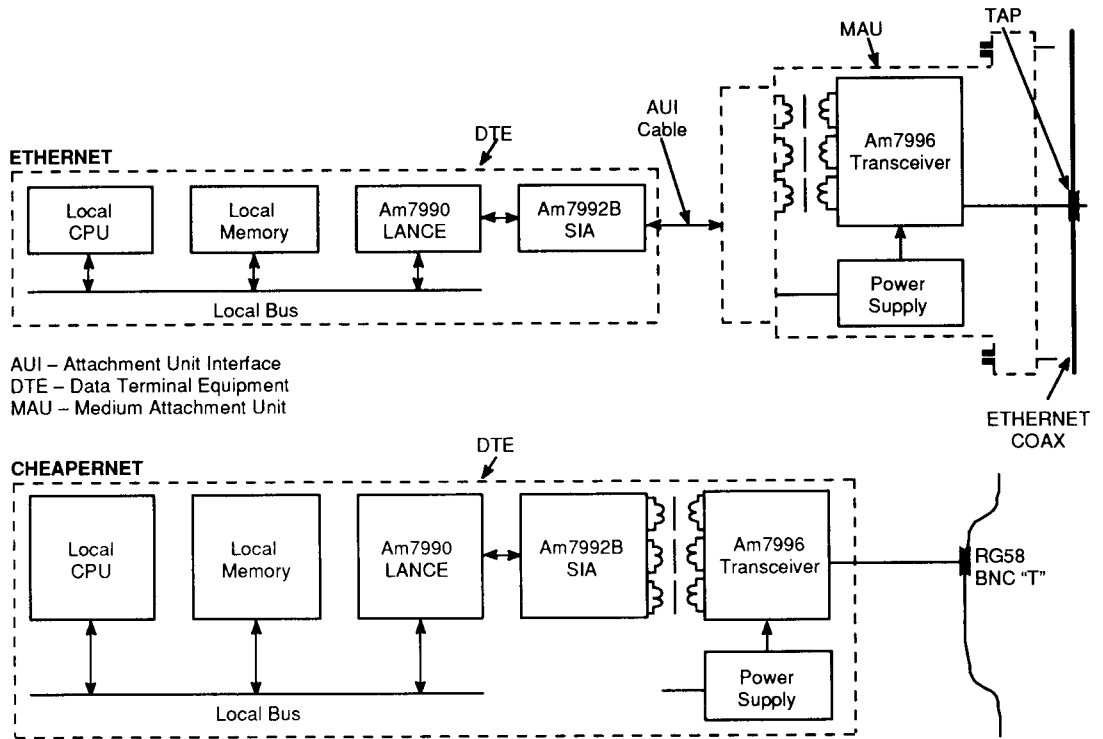 TAP
MAU
AUI
Cable
DTE
ETHERNET
Local
CPU
Local
Memory
Am7990
LANCE
Am7992B
SIA
Am7996
Transceiver
Power
Supply
Local Bus
AUI – Attachment Unit Interface
DTE – Data Terminal Equipment
MAU – Medium Attachment Unit
ETHERNET
COAX
CHEAPERNET
DTE
Local
CPU
Local
Memory
Am7990
LANCE
Am7992B
SIA
Am7996
Transceiver
RG58
BNC “T”
Power
Supply
Local Bus